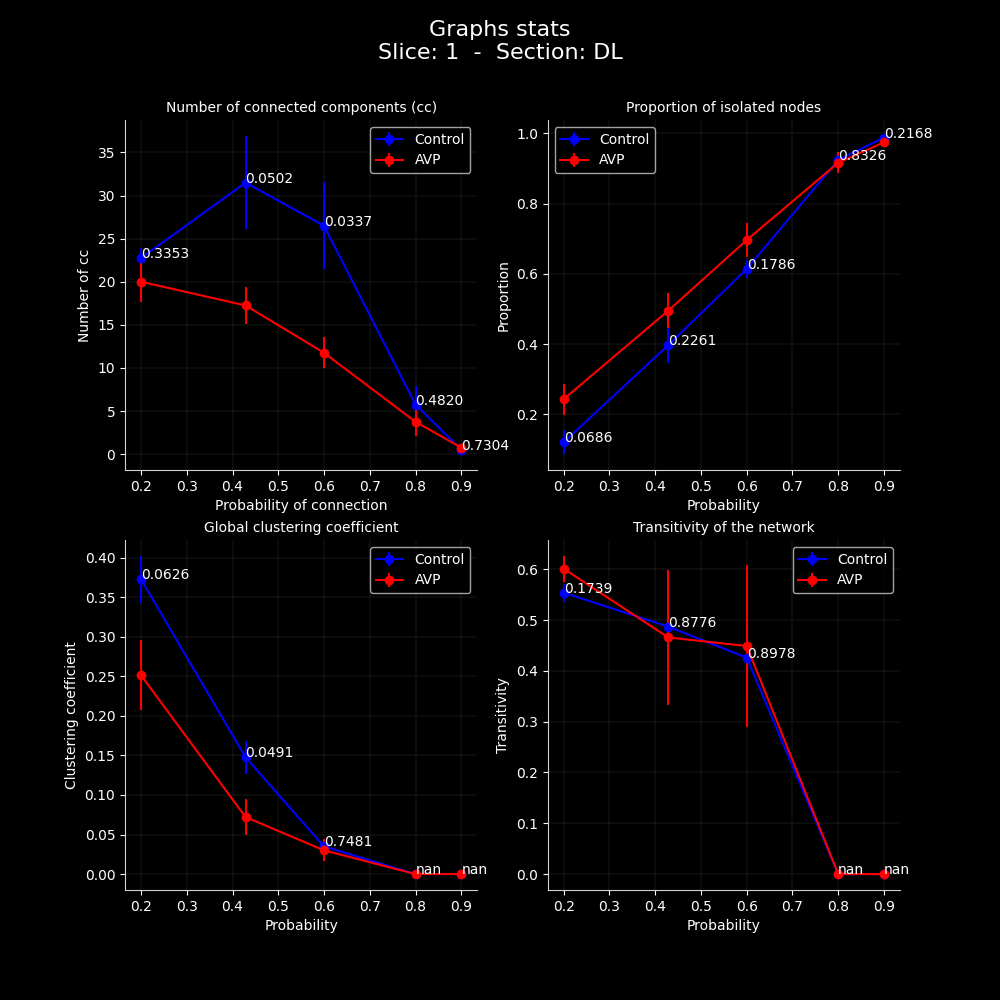 Graphs stats
Slice: 1  -  Section: DL
Number of connected components (cc)
Control
AVP
35
30
25
20
15
10
5
0
Number of cc
0.3353
0.0502
0.0337
0.4820
0.7304
0.2
0.3
0.4
0.5
0.6
0.7
0.8
0.9
Probability of connection
Proportion of isolated nodes
Control
AVP
1.0
0.8
0.6
0.4
0.2
Proportion
0.0686
0.2261
0.1786
0.8326
0.2168
0.2
0.3
0.4
0.5
0.6
0.7
0.8
0.9
Probability
Global clustering coefficient
Control
AVP
0.40
0.35
0.30
0.25
0.20
0.15
0.10
0.05
0.00
Clustering coefficient
0.0626
0.0491
0.7481
nan
nan
0.2
0.3
0.4
0.5
0.6
0.7
0.8
0.9
Probability
Transitivity of the network
Control
AVP
0.6
0.5
0.4
0.3
0.2
0.1
0.0
Transitivity
0.1739
0.8776
0.8978
nan
nan
0.2
0.3
0.4
0.5
0.6
0.7
0.8
0.9
Probability